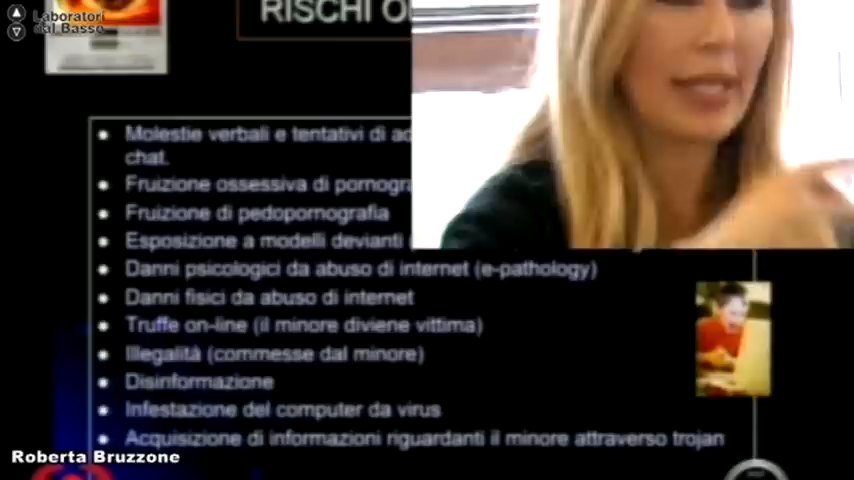 Laboratori
dal Basso
RISCHI
Molestie verbali e tentativi di
chat.
Fruizione ossessiva di
Fruizione di pedopornografia
Esposizione a modelli devianti
Danni psicologici da abuso di internet (e-pathology)
Danni fisici da abuso di internet
Truffe on-line (il minore diviene vittima)
Illegalità (commesse dal minore)
Disinformazione
Infestazione del computer da virus
Acquisizione di informazioni riguardanti il minore attraverso trojan
Roberta Bruzzone